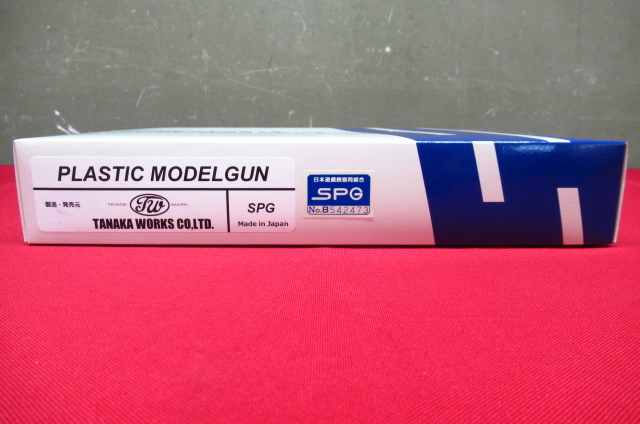 PLASTIC MODELGUN
製造・発売元
TRADE TW MARK
TANAKA WORKS CO,LTD.
SPG
Made in Japan
日本遊戯銃協同組合
SPG
No.B542473